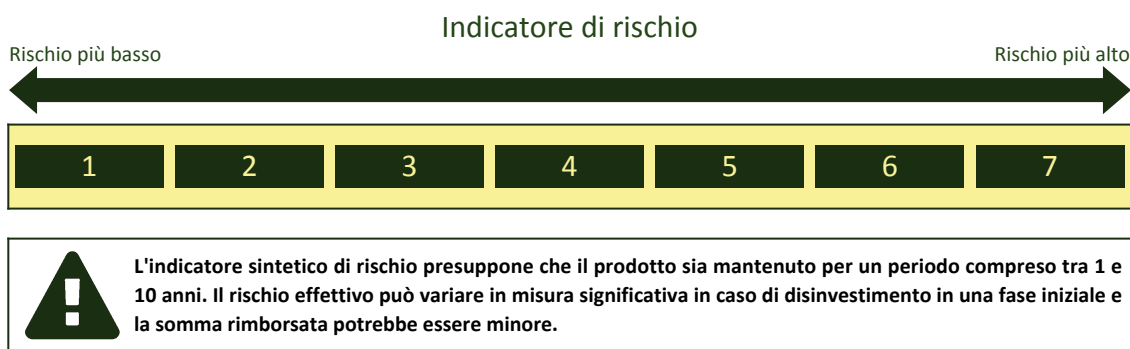 Indicatore di rischio
Rischio più basso
Rischio più alto
1 2 3 4 5 6 7
L'indicatore sintetico di rischio presuppone che il prodotto sia mantenuto per un periodo compreso tra 1 e
10 anni. Il rischio effettivo può variare in misura significativa in caso di disinvestimento in una fase iniziale e
la somma rimborsata potrebbe essere minore.